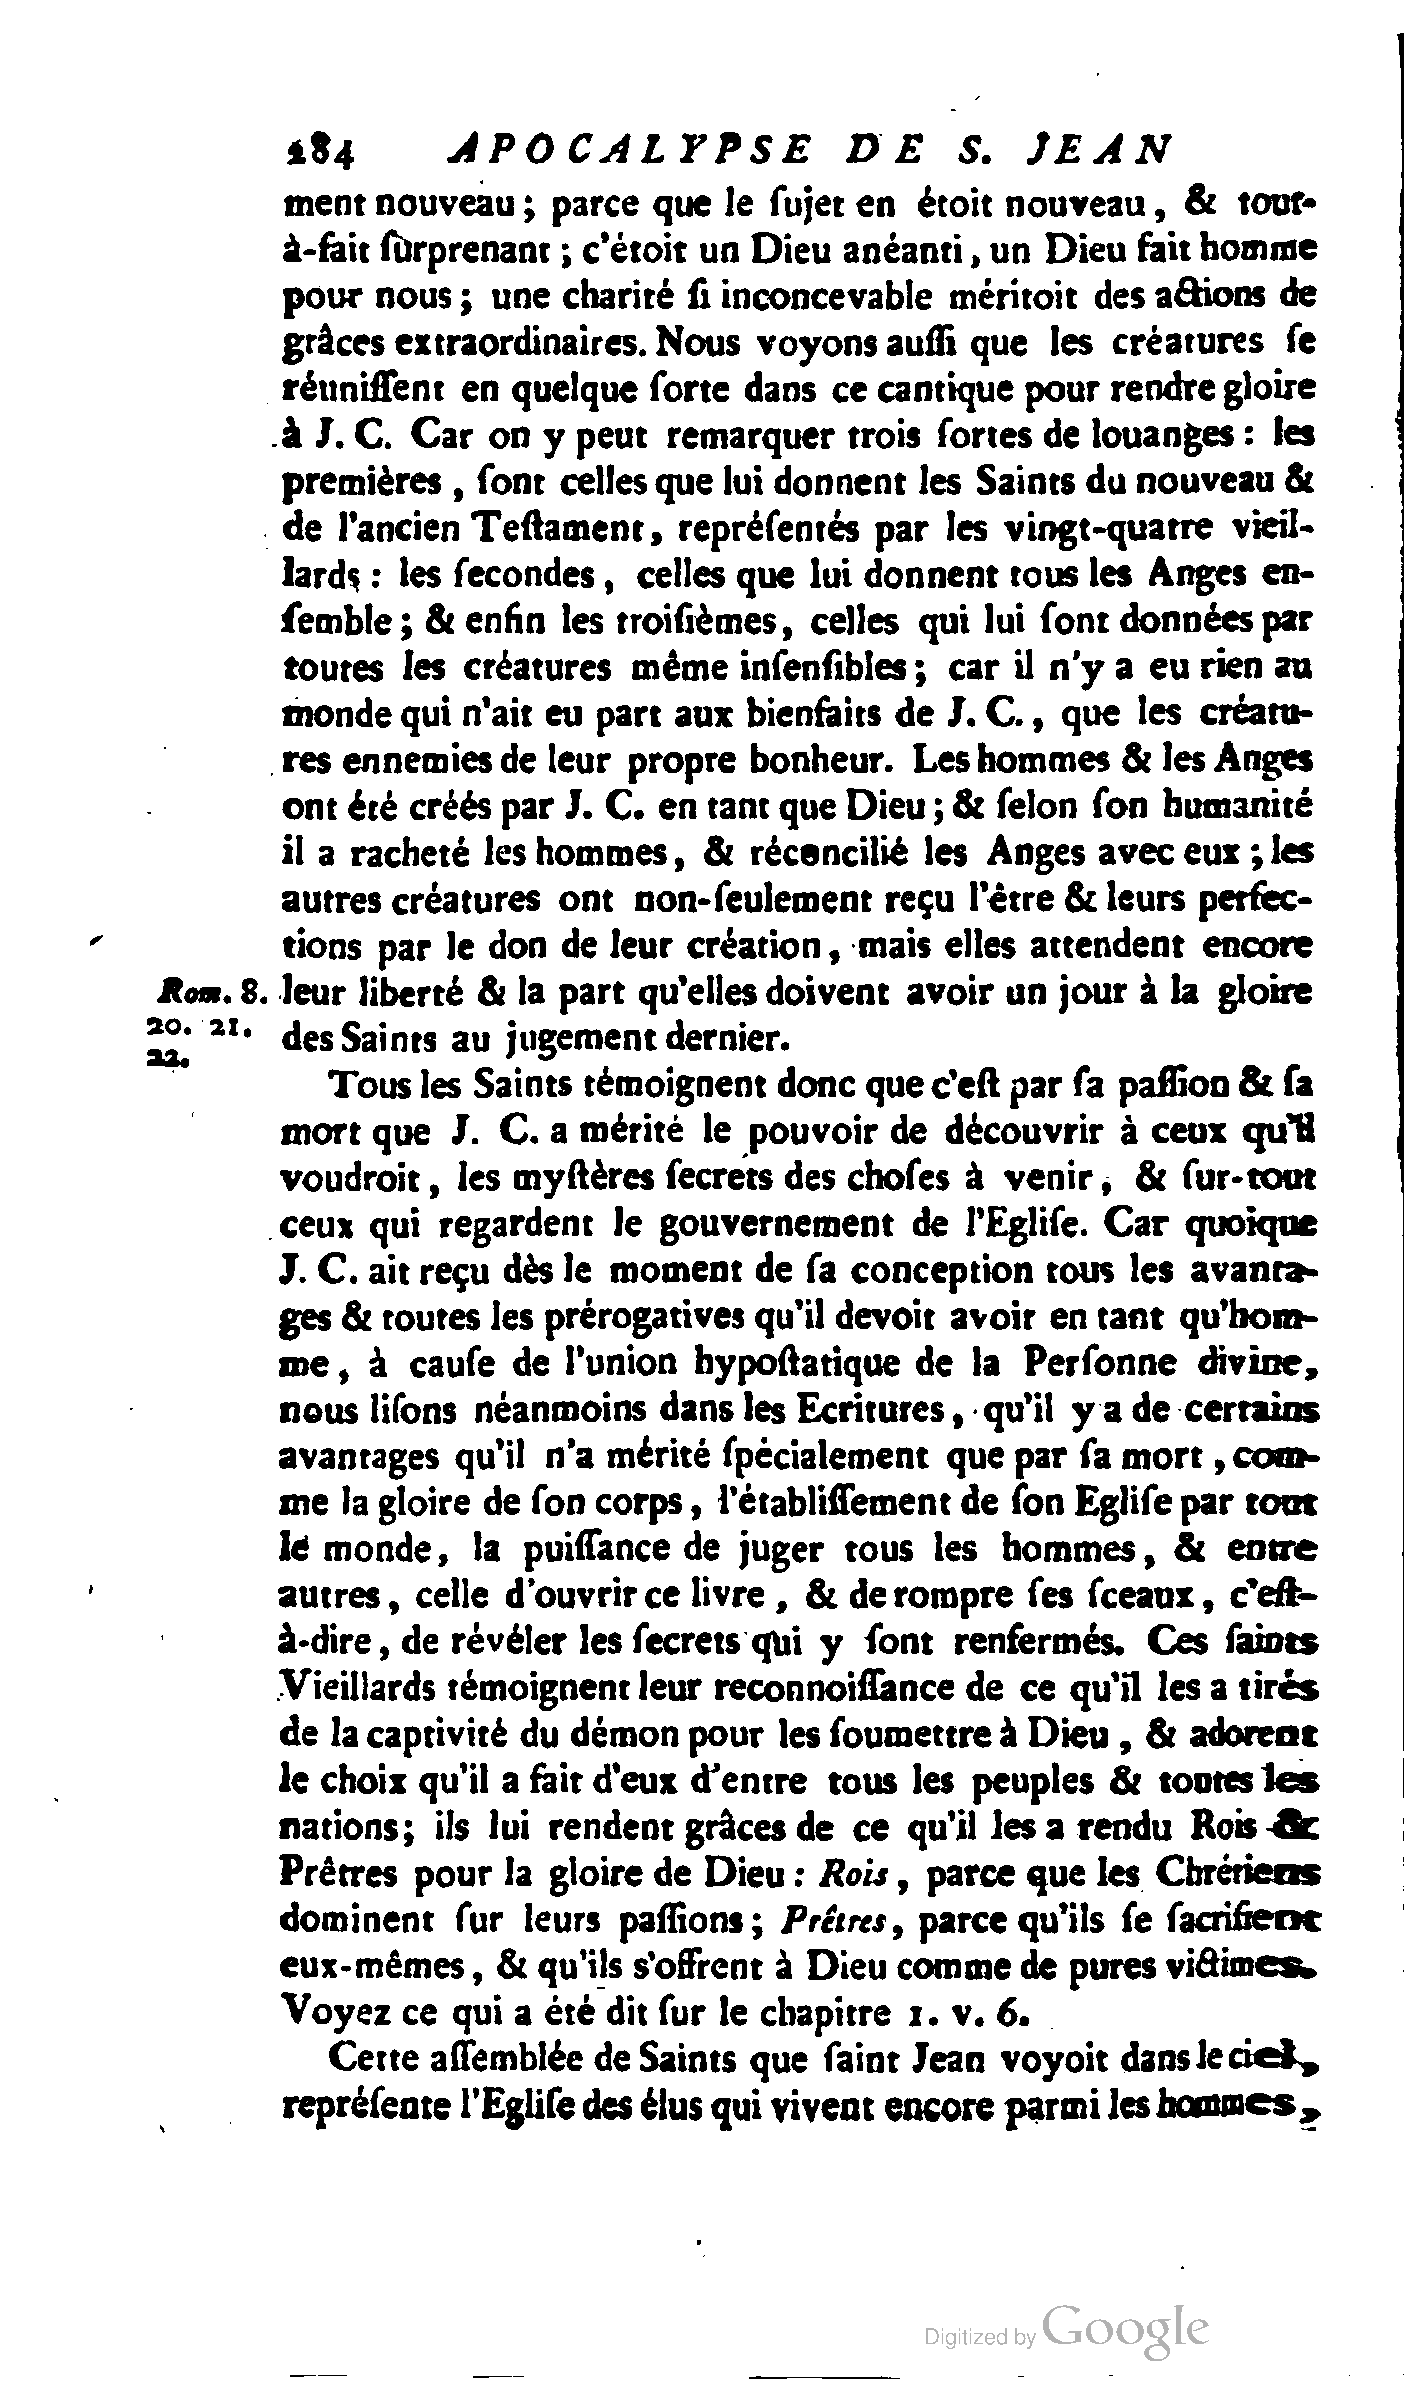 284 APOCALYPSE DE S. JEAN
ment nouveau ; parce que le ſujet en étoit nouveau, & tout-
à-fait ſurprenant ; c'étoit un Dieu anéanti, un Dieu fait homme
pour nous ; une charité ſi inconcevable méritoit des actions de
grâces extraordinaires. Nous voyons auſſi que les créatures ſe
réuniſſent en quelque ſorte dans ce cantique pour rendre gloire
à J. C. Car on y peut remarquer trois ſortes de louanges : les
premières, ſont celles que lui donnent les Saints du nouveau &
de l'ancien Teſtament, repréſentés par les vingt-quatre vieil-
lards : les ſecondes, celles que lui donnent tous les Anges en-
ſemble ; & enfin les troiſièmes, celles qui lui ſont données par
toutes les créatures même inſenſibles ; car il n'y a eu rien au
monde qui n'ait eu part aux bienfaits de J. C., que les créatu-
res ennemies de leur propre bonheur. Les hommes & les Anges
ont été créés par J. C. en tant que Dieu ; & ſelon ſon humanité
il a racheté les hommes, & réconcilié les Anges avec eux ; les
autres créatures ont non-ſeulement reçu l'être & leurs perfec-
tions par le don de leur création, mais elles attendent encore
Rom. 8. leur liberté & la part qu'elles doivent avoir un jour à la gloire
20. 21. des Saints au jugement dernier.
22.
Tous les Saints témoignent donc que c'eſt par ſa paſſion & ſa
mort que J. C. a mérité le pouvoir de découvrir à ceux qu'il
voudroit, les myſtères ſecrets des choſes à venir, & ſur-tout
ceux qui regardent le gouvernement de l'Egliſe. Car quoique
J. C. ait reçu dès le moment de ſa conception tous les avanta-
ges & toutes les prérogatives qu'il devoit avoir en tant qu'hom-
me, à cauſe de l'union hypoſtatique de la Perſonne divine,
nous liſons néanmoins dans les Ecritures, qu'il y a de certains
avantages qu'il n'a mérité ſpécialement que par ſa mort, com-
me la gloire de ſon corps, l'établiſſement de ſon Egliſe par tout
le monde, la puiſſance de juger tous les hommes, & entre
autres, celle d'ouvrir ce livre, & de rompre ſes ſceaux, c'eſt-
à-dire, de révéler les ſecrets qui y ſont renfermés. Ces ſaints
Vieillards témoignent leur reconnoiſſance de ce qu'il les a tirés
de la captivité du démon pour les ſoumettre à Dieu, & adorent
le choix qu'il a fait d'eux d'entre tous les peuples & toutes les
nations ; ils lui rendent grâces de ce qu'il les a rendu Rois &
Prêtres pour la gloire de Dieu : Rois, parce que les Chrétiens
dominent ſur leurs paſſions ; Prêtres, parce qu'ils ſe ſacrifient
eux-mêmes, & qu'ils s'offrent à Dieu comme de pures victimes.
Voyez ce qui a été dit ſur le chapitre 1. v. 6.
Cette aſſemblée de Saints que ſaint Jean voyoit dans le ciel,
repréſente l'Egliſe des élus qui vivent encore parmi les hommes,
Digitized by Google